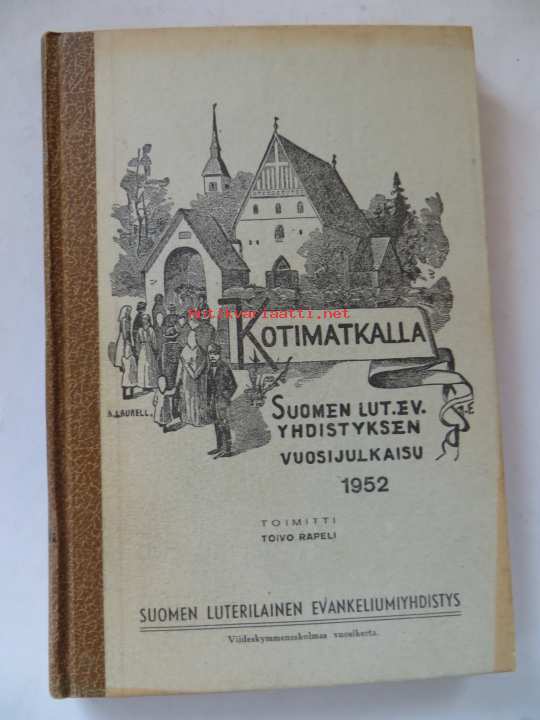 antikvariaatti.net
KOTIMATKALLA
A. LAURELL.
SUOMEN LUT. EV.
YHDISTYKSEN
VUOSIJULKAISU
1952
TOIMITTI
TOIVO RAPELI
SUOMEN LUTERILAINEN EVANKELIUMIYHDISTYS
Viideskymmeneskolmas vuosikerta.